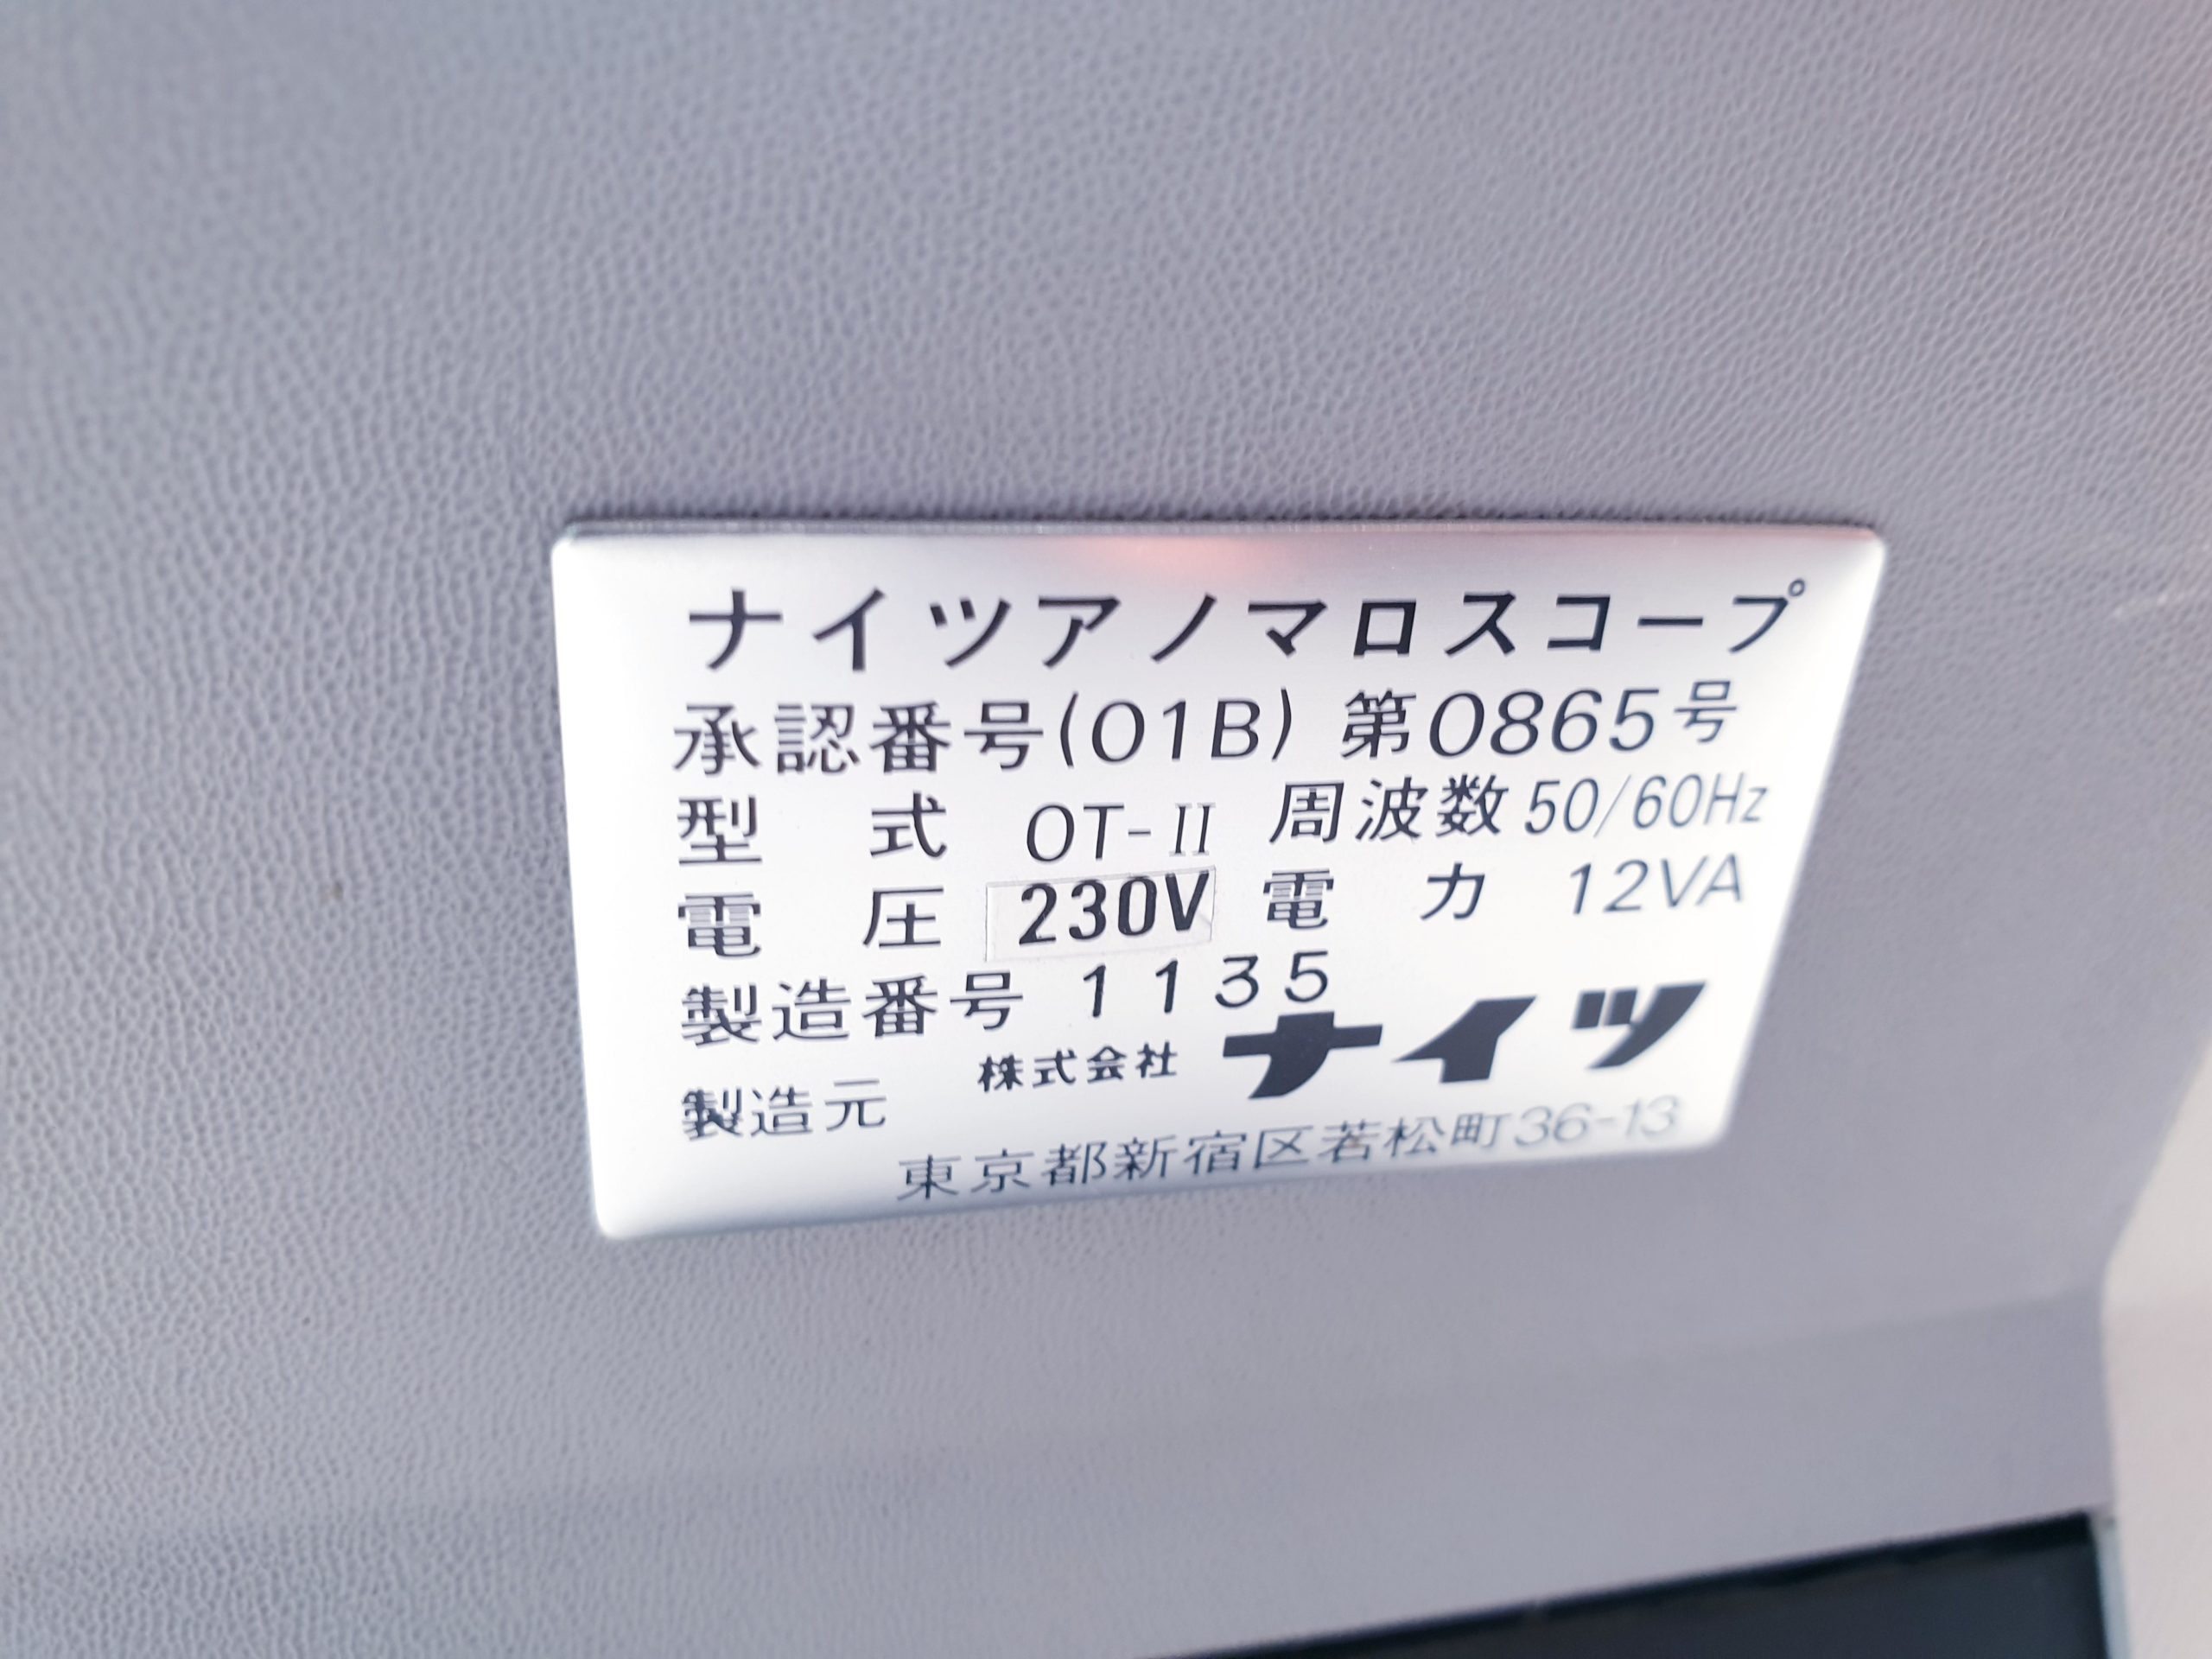 ナイツアノマロスコープ
承認番号(01B) 第0865号
型 式 OT-II 周波数 50/60Hz
電 圧 230V 電 力 12VA
製造番号 1135
製造元 株式会社 ナイツ
東京都新宿区若松町36-13